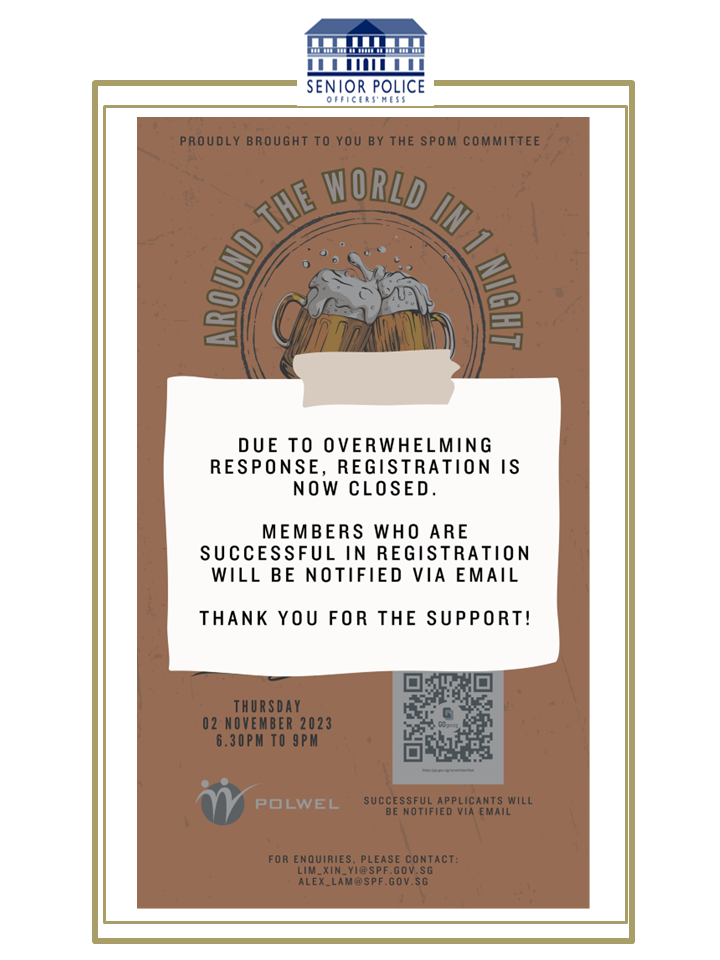 SENIOR POLICE
OFFICERS' MESS
PROUDLY BROUGHT TO YOU BY THE SPOM COMMITTEE
AROUND THE WORLD IN 1 NIGHT
DUE TO OVERWHELMING
RESPONSE, REGISTRATION IS
NOW CLOSED.
MEMBERS WHO ARE
SUCCESSFUL IN REGISTRATION
WILL BE NOTIFIED VIA EMAIL
THANK YOU FOR THE SUPPORT!
THURSDAY
02 NOVEMBER 2023
6.30PM TO 9PM
POLWEL
SUCCESSFUL APPLICANTS WILL
BE NOTIFIED VIA EMAIL
FOR ENQUIRIES, PLEASE CONTACT:
LIM_XIN_YI@SPF.GOV.SG
ALEX_LAM@SPF.GOV.SG